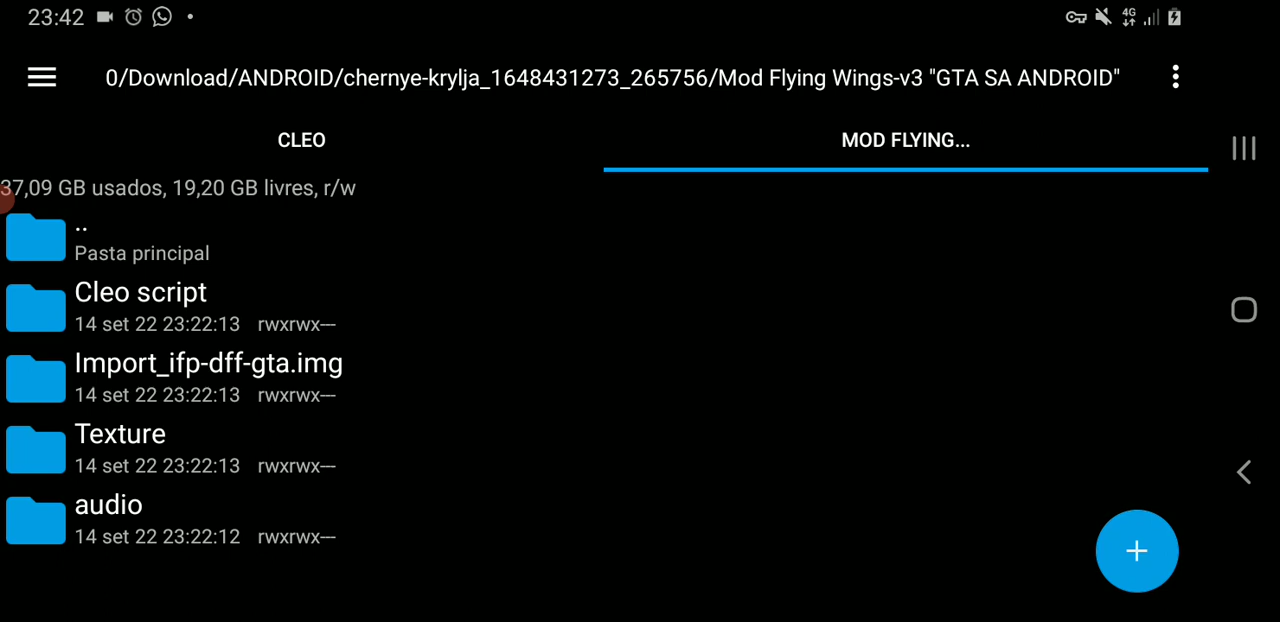 23:42
4G
0/Download/ANDROID/chernye-krylja_1648431273_265756/Mod Flying Wings-v3 "GTA SA ANDROID"
CLEO
MOD FLYING...
37,09 GB usados, 19,20 GB livres, r/w
..
Pasta principal
Cleo script
14 set 22 23:22:13 rwxrwx---
Import_ifp-dff-gta.img
14 set 22 23:22:13 rwxrwx---
Texture
14 set 22 23:22:13 rwxrwx---
audio
14 set 22 23:22:12 rwxrwx---